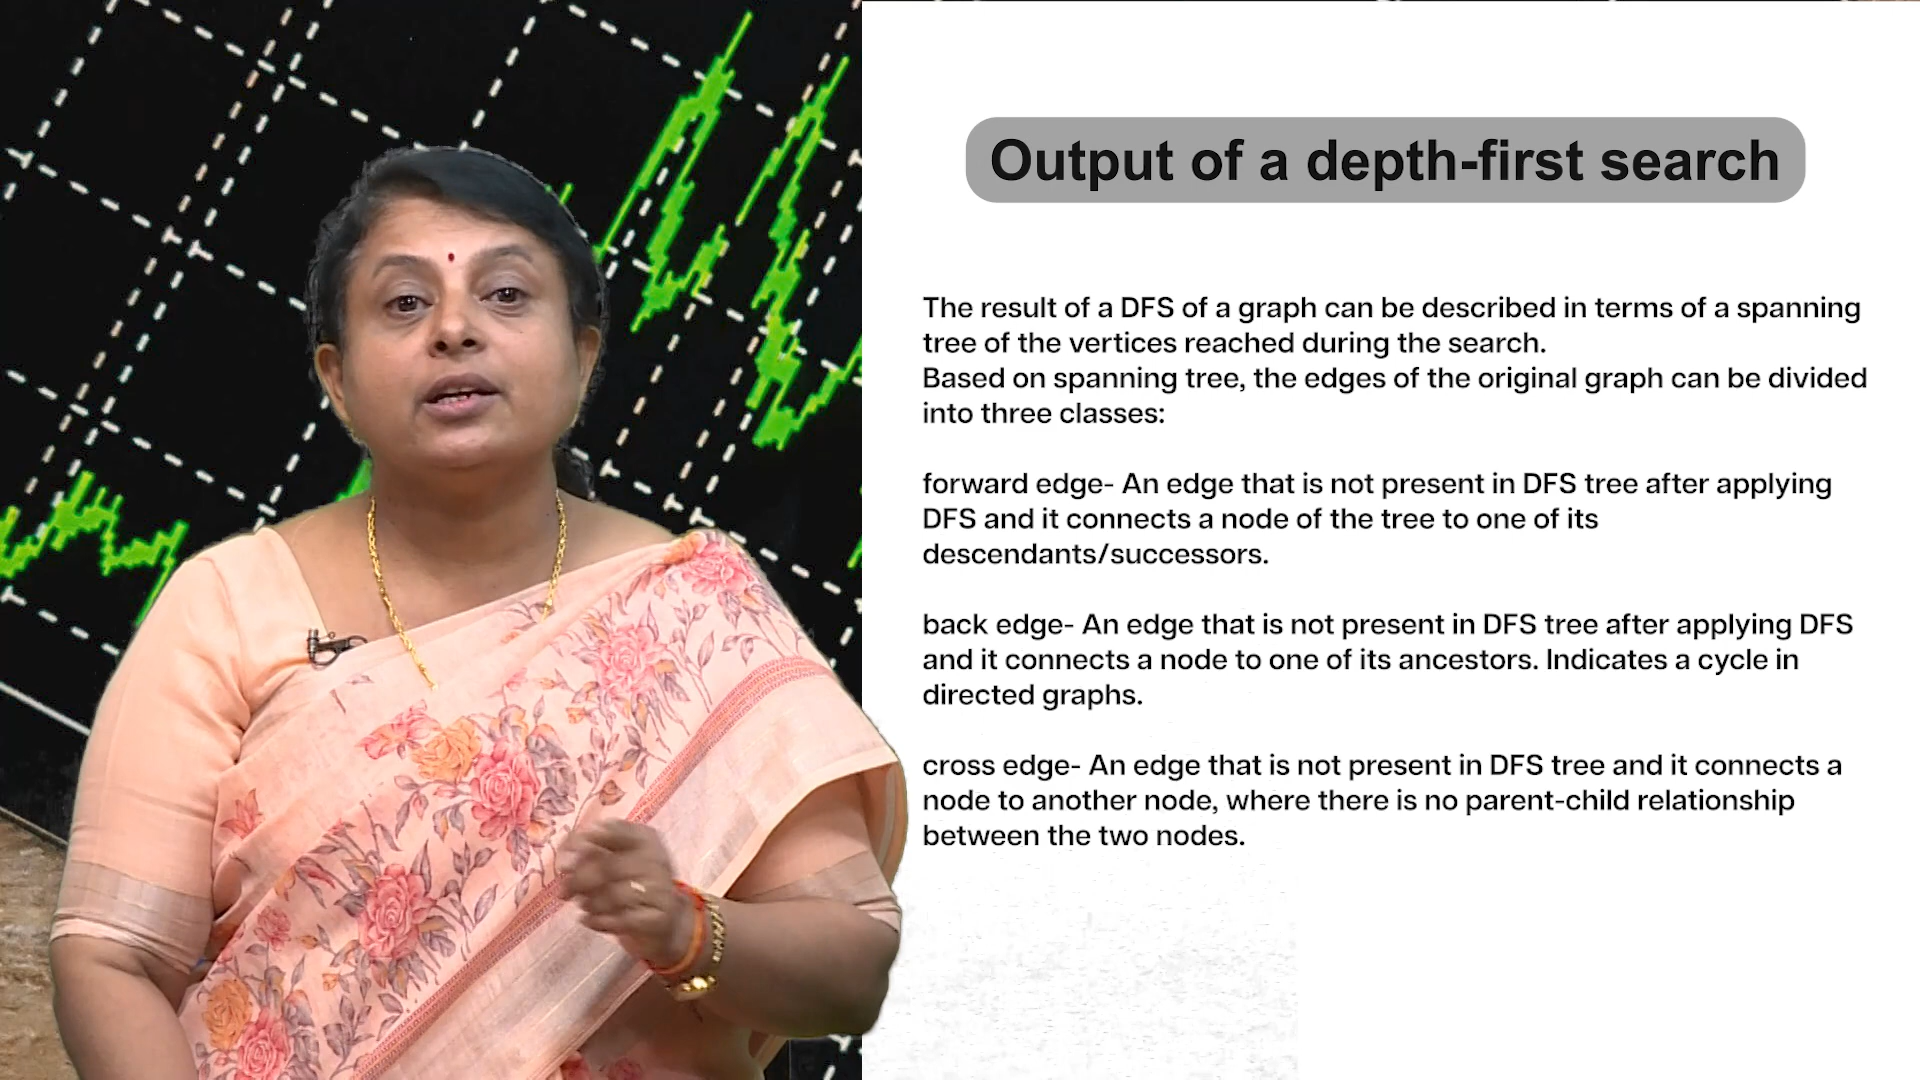 Output of a depth-first search
The result of a DFS of a graph can be described in terms of a spanning
tree of the vertices reached during the search.
Based on spanning tree, the edges of the original graph can be divided
into three classes:
forward edge- An edge that is not present in DFS tree after applying
DFS and it connects a node of the tree to one of its
descendants/successors.
back edge- An edge that is not present in DFS tree after applying DFS
and it connects a node to one of its ancestors. Indicates a cycle in
directed graphs.
cross edge- An edge that is not present in DFS tree and it connects a
node to another node, where there is no parent-child relationship
between the two nodes.